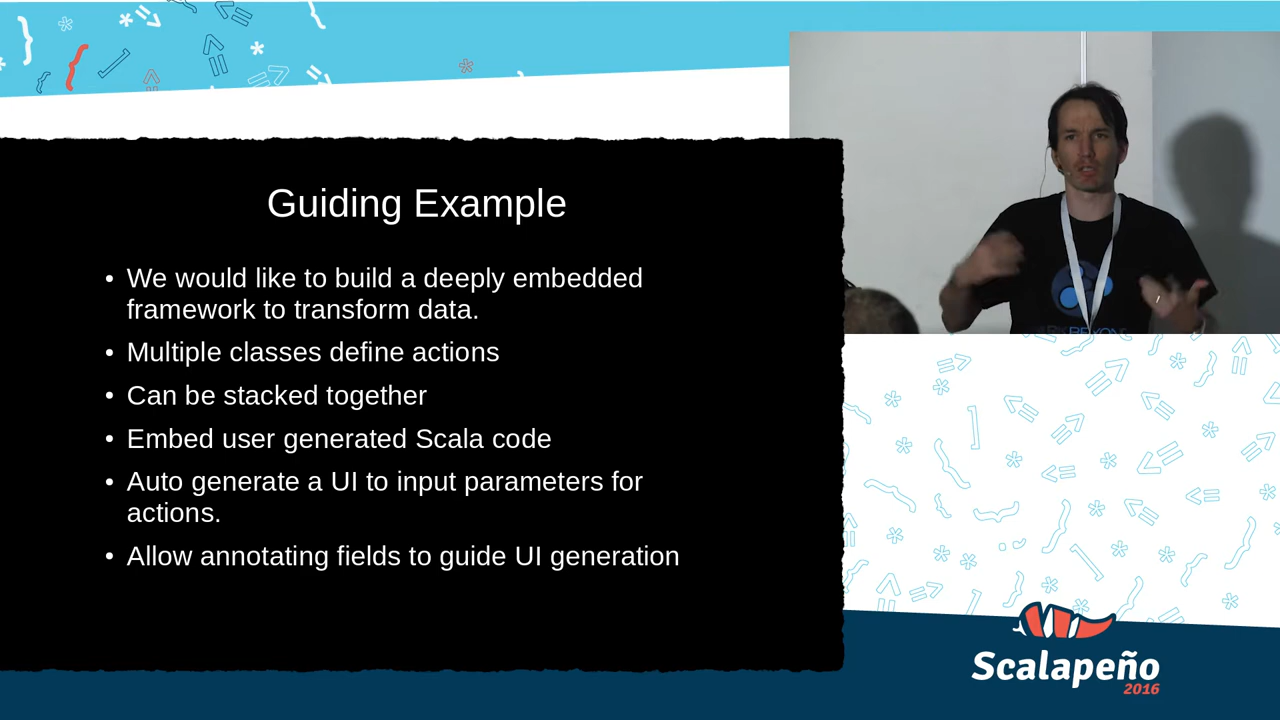 Guiding Example
• We would like to build a deeply embedded
framework to transform data.
• Multiple classes define actions
• Can be stacked together
• Embed user generated Scala code
• Auto generate a UI to input parameters for
actions.
• Allow annotating fields to guide UI generation
Scalapeño
2016